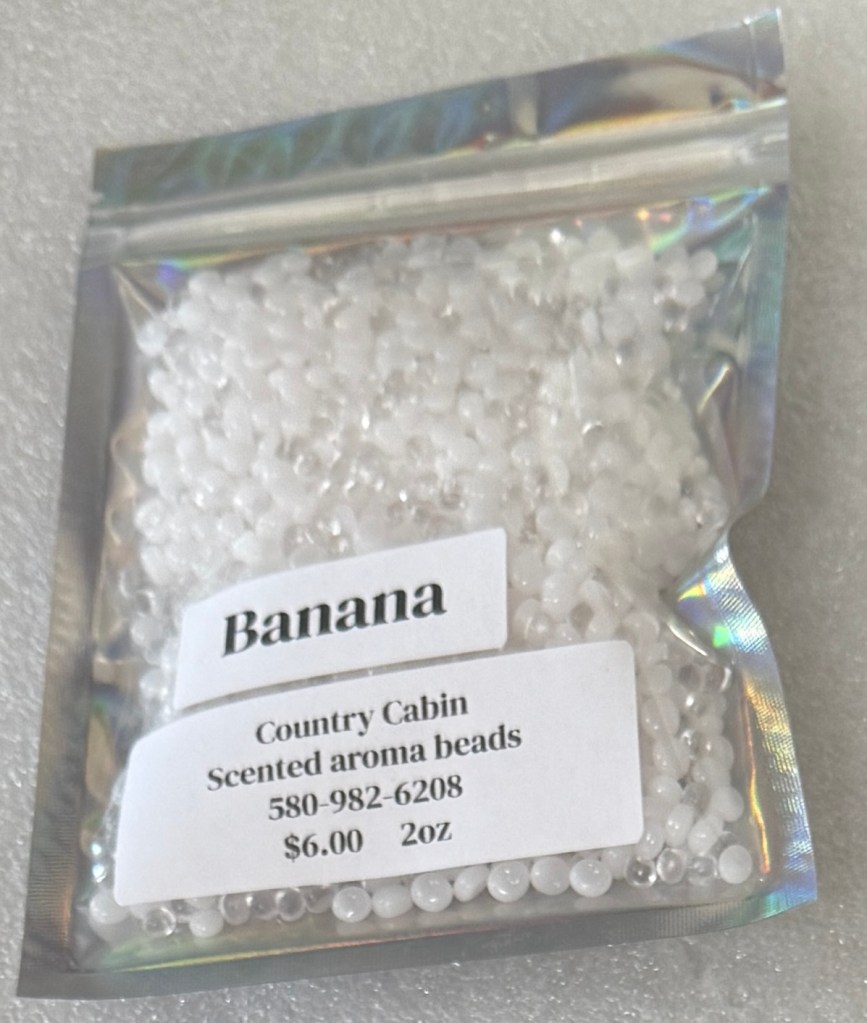 Banana
Country Cabin
Scented aroma beads
580-982-6208
$6.00 2oz